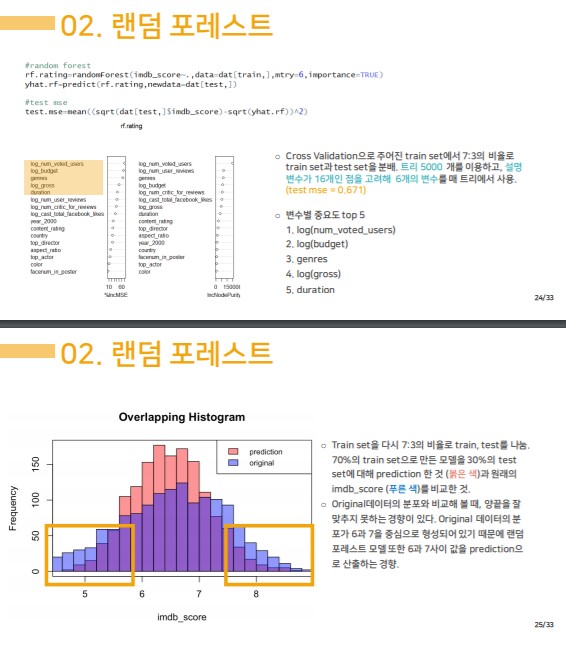 02. 랜덤 포레스트
#random forest
rf.rating=randomForest(imdb_score~.,data=dat[train,],mtry=6,importance=TRUE)
yhat.rf=predict(rf.rating,newdata=dat[test,])
#test mse
test.mse=mean((sqrt(dat[test,]$imdb_score)-sqrt(yhat.rf))^2)
rf.rating
log_num_voted_users
log_budget
genres
log_gross
duration
log_num_user_reviews
log_num_critic_for_reviews
log_cast_total_facebook_likes
year_2000
content_rating
country
top_director
aspect_ratio
top_actor
color
facenum_in_poster
10 60
%IncMSE
log_num_voted_users
log_num_user_reviews
genres
log_budget
log_num_critic_for_reviews
log_cast_total_facebook_likes
log_gross
duration
content_rating
top_director
aspect_ratio
year_2000
country
facenum_in_poster
top_actor
color
0 15000
IncNodePurity
○ Cross Validation으로 주어진 train set에서 7:3의 비율로
train set과 test set을 분배. 트리 5000 개를 이용하고, 설명
변수가 16개인 점을 고려해 6개의 변수를 매 트리에서 사용.
(test mse = 0.671)
○ 변수별 중요도 top 5
1. log(num_voted_users)
2. log(budget)
3. genres
4. log(gross)
5. duration
24/33
02. 랜덤 포레스트
Overlapping Histogram
prediction
original
Frequency
150
100
50
0
5 6 7 8
imdb_score
○ Train set을 다시 7:3의 비율로 train, test를 나눔.
70%의 train set으로 만든 모델을 30%의 test
set에 대해 prediction 한 것 (붉은 색)과 원래의
imdb_score (푸른 색)를 비교한 것.
○ Original데이터의 분포와 비교해 볼 때, 양끝을 잘
맞추지 못하는 경향이 있다. Original 데이터의 분
포가 6과 7을 중심으로 형성되어 있기 때문에 랜덤
포레스트 모델 또한 6과 7사이 값을 prediction으
로 산출하는 경향.
25/33